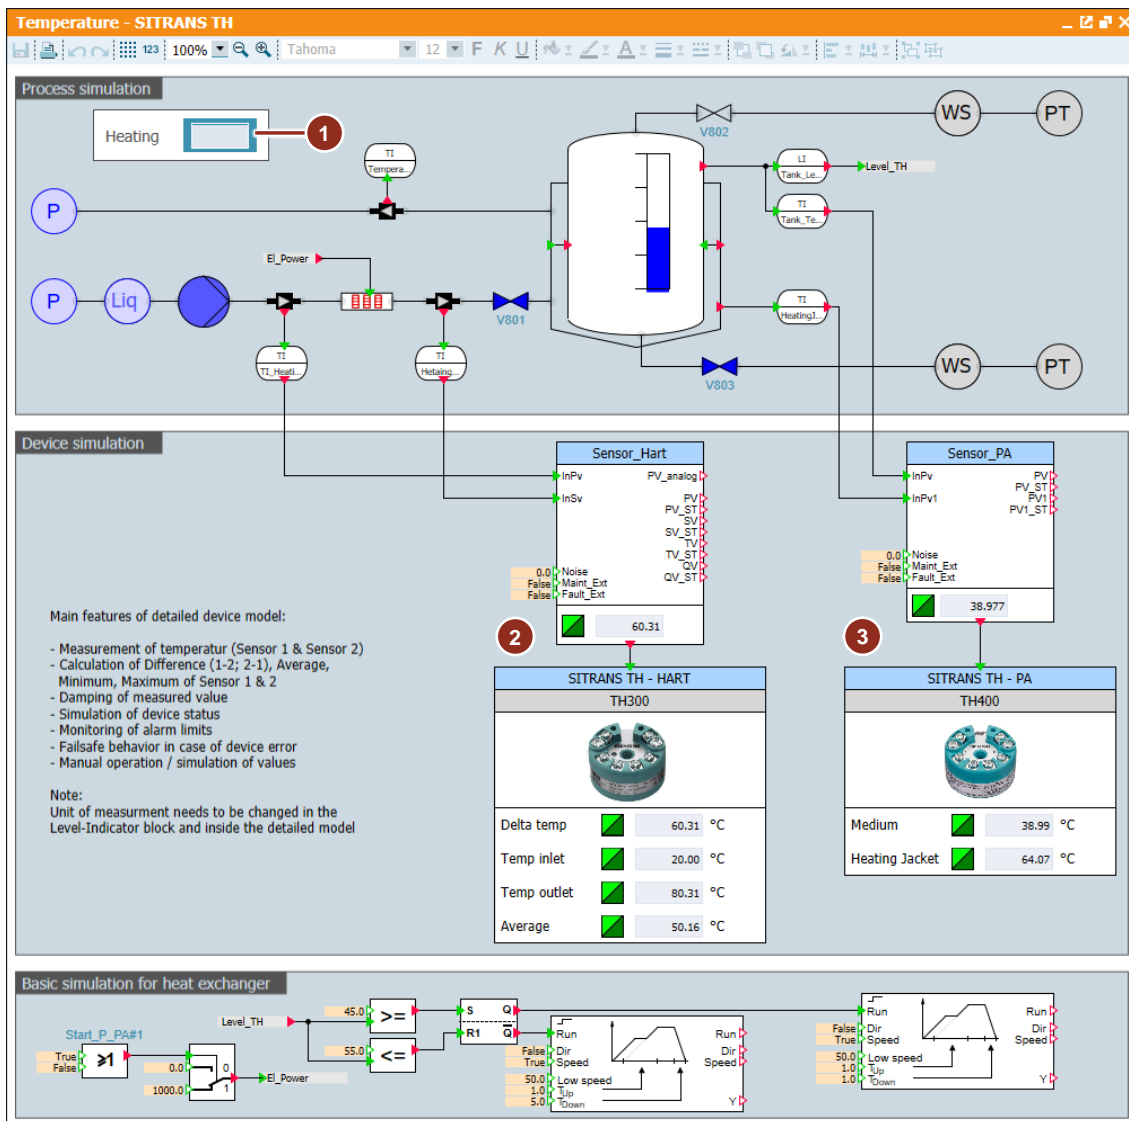 Temperature - SITRANS TH
123
100%
Tahoma
12
F K U
A
Process simulation
Heating
1
TI
Tempera...
V802
WS
PT
LI
Tank_Le...
Level_TH
TI
Tank_Te...
P
El_Power
P
Liq
V801
TI
HeatingJ...
TI
TI_Heati...
TI
Hetaing...
V803
WS
PT
Device simulation
Sensor_Hart
InPv
PV_analog
InSv
PV
PV_ST
SV
SV_ST
TV
TV_ST
QV
QV_ST
0.0
Noise
False
Maint_Ext
False
Fault_Ext
60.31
Sensor_PA
InPv
PV
PV_ST
InPv1
PV1
PV1_ST
0.0
Noise
False
Maint_Ext
False
Fault_Ext
38.977
Main features of detailed device model:
- Measurement of temperatur (Sensor 1 & Sensor 2)
- Calculation of Difference (1-2; 2-1), Average,
Minimum, Maximum of Sensor 1 & 2
- Damping of measured value
- Simulation of device status
- Monitoring of alarm limits
- Failsafe behavior in case of device error
- Manual operation / simulation of values
Note:
Unit of measurment needs to be changed in the
Level-Indicator block and inside the detailed model
2
SITRANS TH - HART
TH300
Delta temp 60.31 °C
Temp inlet 20.00 °C
Temp outlet 80.31 °C
Average 50.16 °C
3
SITRANS TH - PA
TH400
Medium 38.99 °C
Heating Jacket 64.07 °C
Basic simulation for heat exchanger
Start_P_PA#1
True
False
≥1
0.0
1000.0
0
1
El_Power
Level_TH
45.0
>=
55.0
<=
S Q
R1 Q
Run Run
False Dir Dir
True Speed Speed
50.0 Low speed
1.0 TUp
5.0 TDown Y
Run Run
False Dir Dir
True Speed Speed
50.0 Low speed
1.0 TUp
1.0 TDown Y